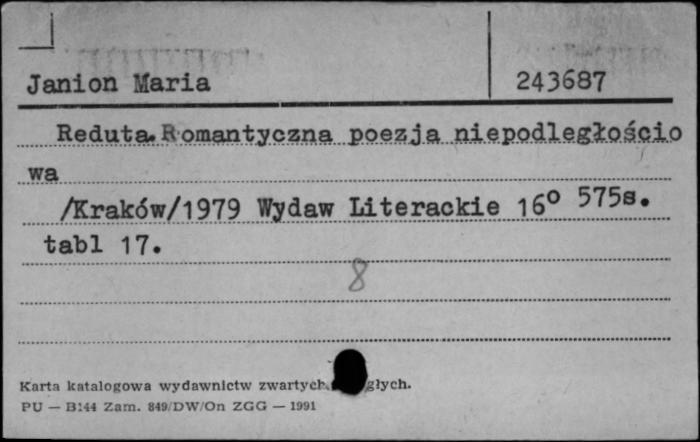 Janion Maria 243687
Reduta.Romantyczna poezja niepodległościo
wa
/Kraków/1979 Wydaw Literackie 16° 575s.
tabl 17.
8
Karta katalogowa wydawnictw zwartych głych.
PU — B144 Zam. 849/DW/On ZGG — 1991